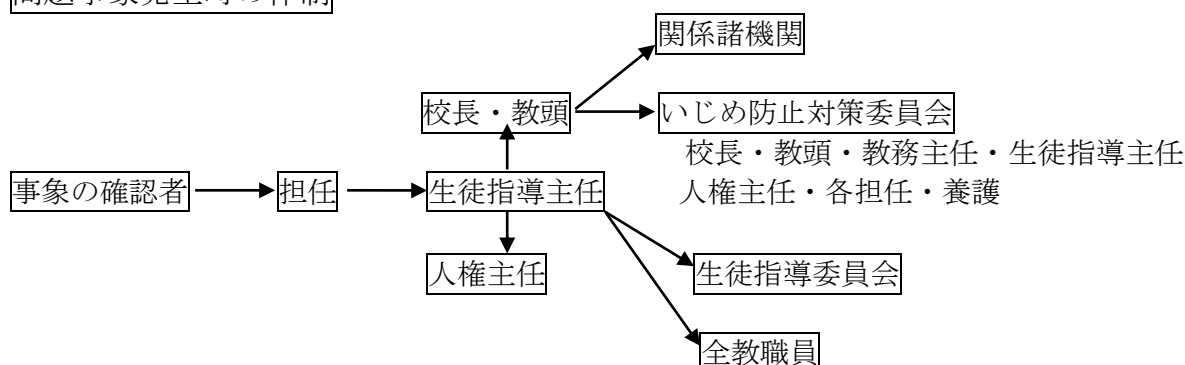 関係諸機関
校長・教頭
いじめ防止対策委員会
校長・教頭・教務主任・生徒指導主任
事象の確認者
担任
生徒指導主任
人権主任・各担任・養護
人権主任
生徒指導委員会
全教職員